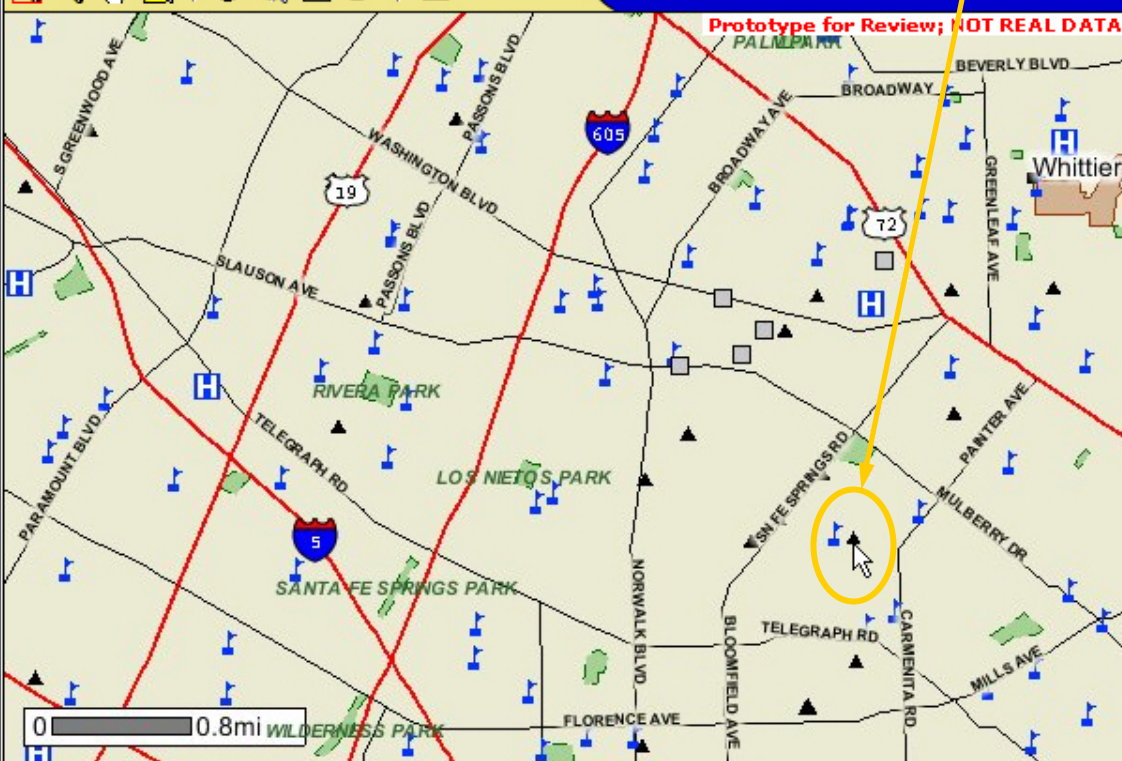 Prototype for Review; NOT REAL DATA
PALM PARK
BEVERLY BLVD
BROADWAY
S GREENWOOD AVE
PASSONS BLVD
605
BROADWAY AVE
H
WASHINGTON BLVD
19
Whittier
GREENLEAF AVE
72
PASSONS BLVD
SLAUSON AVE
H
H
H
RIVERA PARK
PAINTER AVE
TELEGRAPH RD
PARAMOUNT BLVD
LOS NIETOS PARK
SN FE SPRINGS RD
MULBERRY DR
5
SANTA FE SPRINGS PARK
NORWALK BLVD
BLOOMFIELD AVE
TELEGRAPH RD
CARMENITA RD
MILLS AVE
0 0.8mi
WILDERNESS PARK
FLORENCE AVE
H